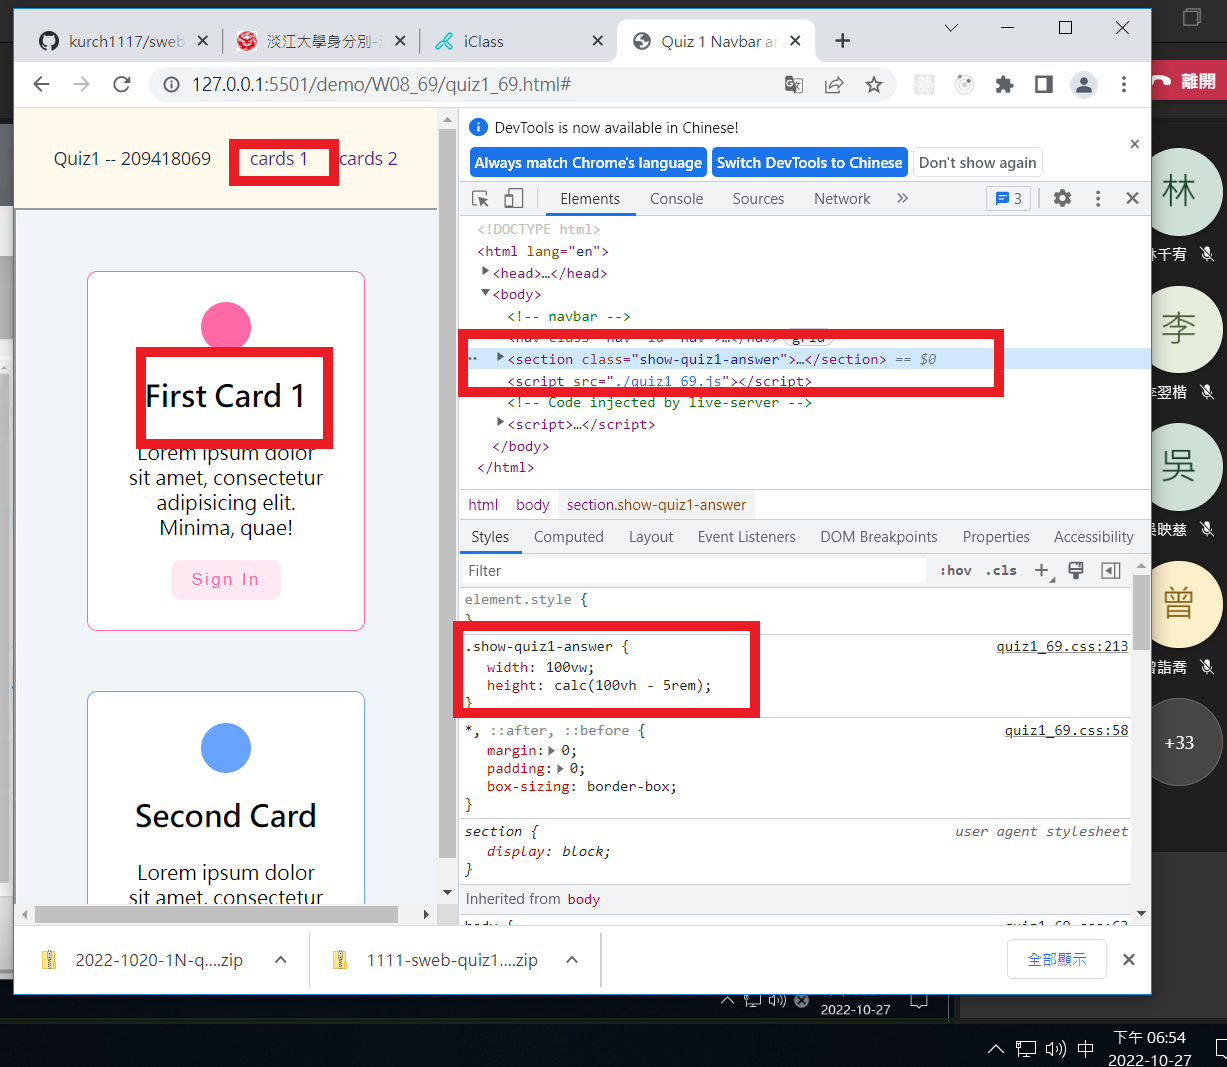 kurch1117/sweb
淡江大學身分別-
iClass
Quiz 1 Navbar an
127.0.0.1:5501/demo/W08_69/quiz1_69.html#
離開
Quiz1 -- 209418069
cards 1
cards 2
First Card 1
Lorem ipsum dolor
sit amet, consectetur
adipisicing elit.
Minima, quae!
Sign In
Second Card
Lorem ipsum dolor
sit amet, consectetur
DevTools is now available in Chinese!
Always match Chrome's language
Switch DevTools to Chinese
Don't show again
Elements
Console
Sources
Network
3
<!DOCTYPE html>
<html lang="en">
<head>…</head>
<body>
<!-- navbar -->
<nav class="nav" id="nav">…</nav> grid
<section class="show-quiz1-answer">…</section> == $0
<script src="./quiz1_69.js"></script>
<!-- Code injected by live-server -->
<script>…</script>
</body>
</html>
html body section.show-quiz1-answer
Styles
Computed
Layout
Event Listeners
DOM Breakpoints
Properties
Accessibility
Filter
:hov .cls
element.style {
}
.show-quiz1-answer {
quiz1_69.css:213
width: 100vw;
height: calc(100vh - 5rem);
}
*, ::after, ::before {
quiz1_69.css:58
margin: 0;
padding: 0;
box-sizing: border-box;
}
section {
user agent stylesheet
display: block;
}
Inherited from body
body {
quiz1_69.css:63
林
林千宥
李
李翌楷
吳
吳映慈
曾
曾詣喬
+33
2022-1020-1N-q....zip
1111-sweb-quiz1....zip
全部顯示
2022-10-27
中
下午 06:54
2022-10-27